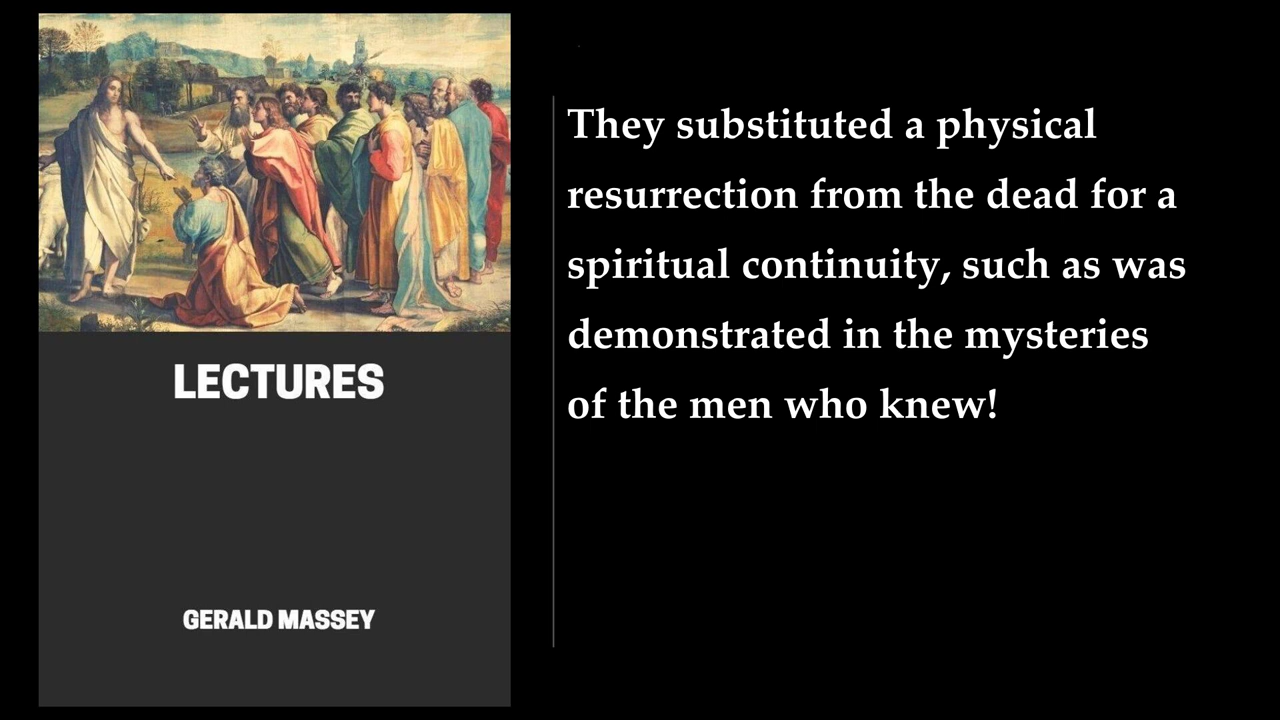 LECTURES
GERALD MASSEY
They substituted a physical
resurrection from the dead for a
spiritual continuity, such as was
demonstrated in the mysteries
of the men who knew!